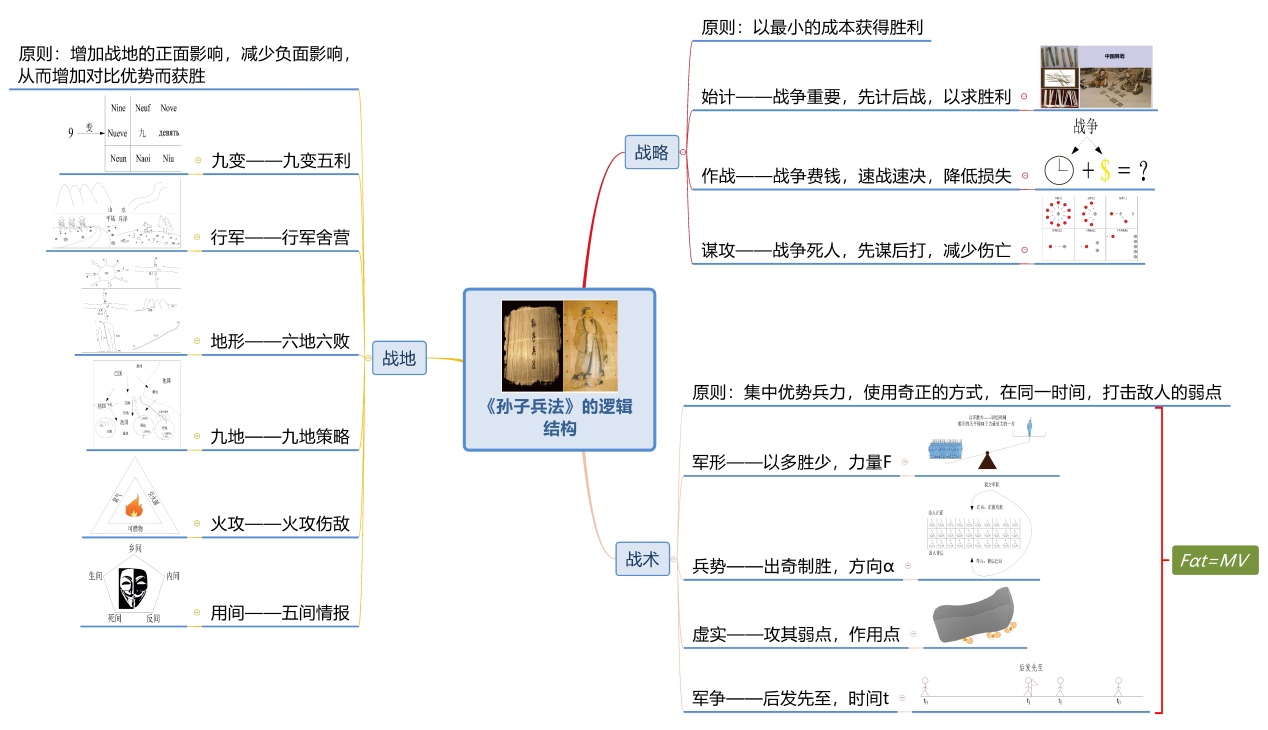 《孙子兵法》的逻辑
结构
战略
原则：以最小的成本获得胜利
始计——战争重要，先计后战，以求胜利
作战——战争费钱，速战速决，降低损失
战争
+ $ = ?
谋攻——战争死人，先谋后打，减少伤亡
战术
原则：集中优势兵力，使用奇正的方式，在同一时间，打击敌人的弱点
军形——以多胜少，力量F
兵势——出奇制胜，方向α
虚实——攻其弱点，作用点
军争——后发先至，时间t
后发先至
Fαt=MV
战地
原则：增加战地的正面影响，减少负面影响，
从而增加对比优势而获胜
九变——九变五利
9 变
Nine Neuf Nove
Nueve 九 девять
Neun Naoi Níu
行军——行军舍营
山 水
地形——六地六败
九地——九地策略
火攻——火攻伤敌
可燃物
用间——五间情报
乡间
生间 内间
死间 反间